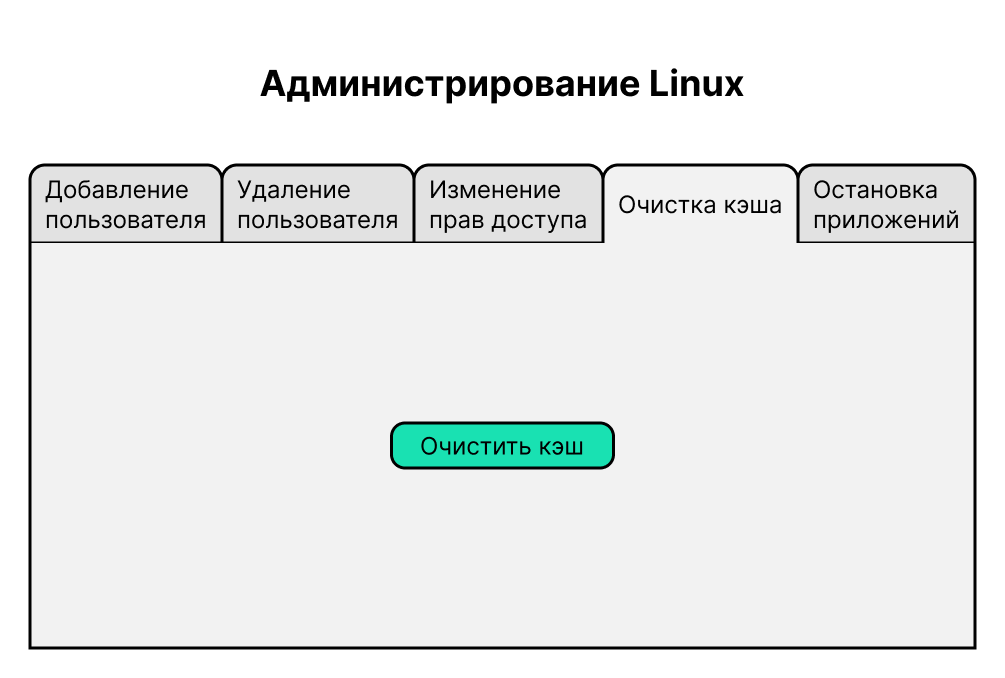 Администрирование Linux
Добавление
пользователя
Удаление
пользователя
Изменение
прав доступа
Очистка кэша
Остановка
приложений
Очистить кэш